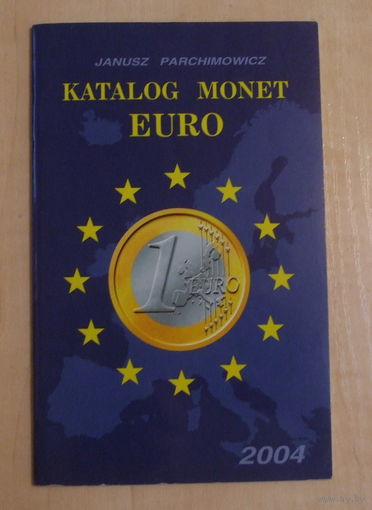 JANUSZ PARCHIMOWICZ
KATALOG MONET
EURO
1 EURO
2004